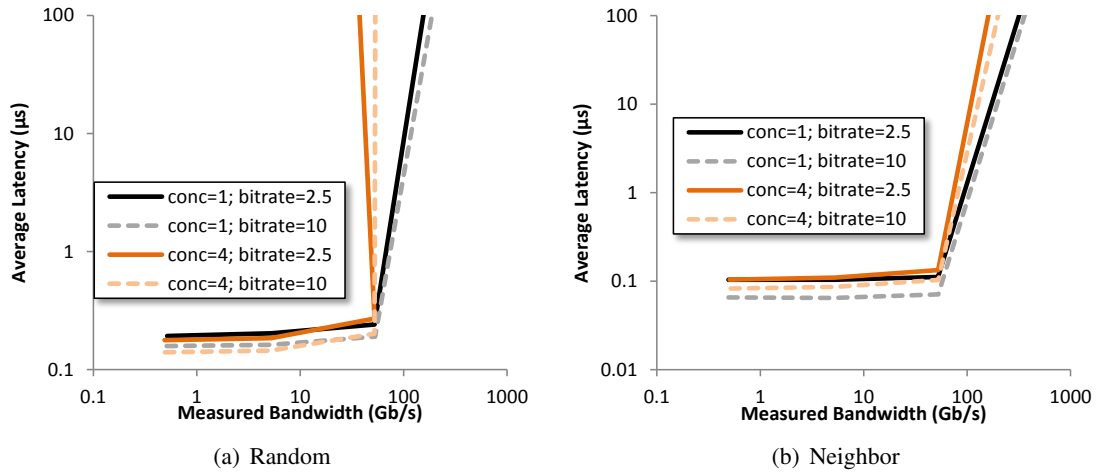 100
10
1
0.1
Average Latency (µs)
conc=1; bitrate=2.5
conc=1; bitrate=10
conc=4; bitrate=2.5
conc=4; bitrate=10
0.1 1 10 100 1000
Measured Bandwidth (Gb/s)
(a) Random
100
10
1
0.1
0.01
Average Latency (µs)
conc=1; bitrate=2.5
conc=1; bitrate=10
conc=4; bitrate=2.5
conc=4; bitrate=10
0.1 1 10 100 1000
Measured Bandwidth (Gb/s)
(b) Neighbor